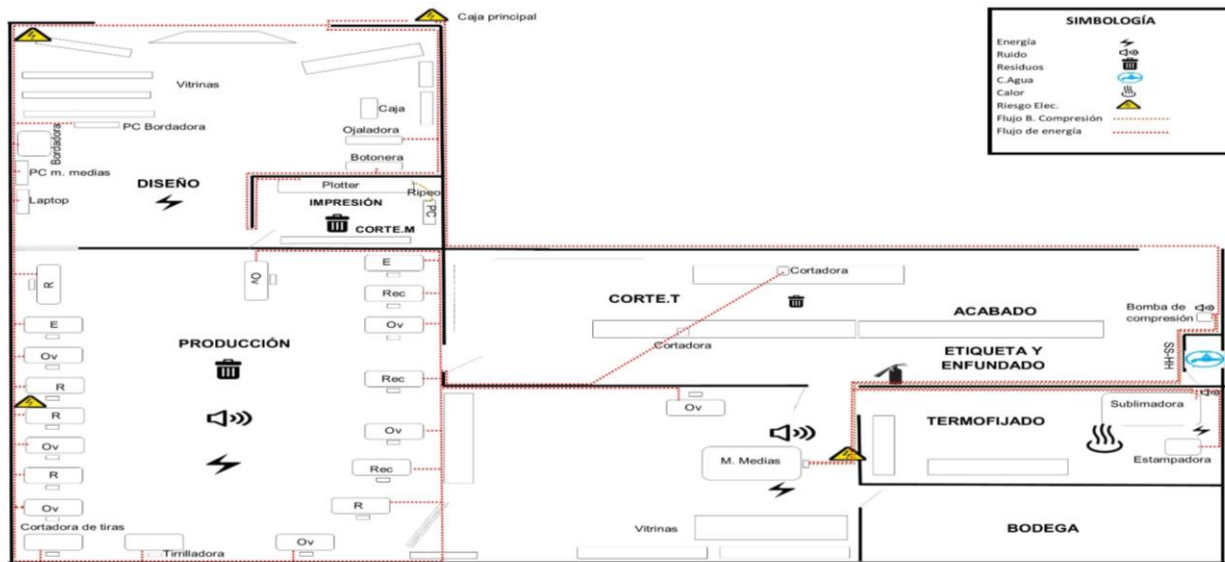 Caja principal
SIMBOLOGÍA
Energía
Ruido
Residuos
C.Agua
Calor
Riesgo Elec.
Flujo B. Compresión
Flujo de energía
Vitrinas
Caja
PC Bordadora
Ojaladora
Bordadora
Botonera
PC m. medias
DISEÑO
Plotter
Ripeo
Laptop
IMPRESIÓN
PC
CORTE.M
E
Ov
R
Rec
Cortadora
CORTE.T
E
Ov
ACABADO
Bomba de
compresión
PRODUCCIÓN
Cortadora
Ov
ETIQUETA Y
ENFUNDADO
SS-HH
R
Rec
R
Ov
Sublimadora
TERMOFIJADO
Ov
Ov
R
Rec
M. Medias
Estampadora
Ov
R
Cortadora de tiras
Vitrinas
BODEGA
Ov
Tirrilladora